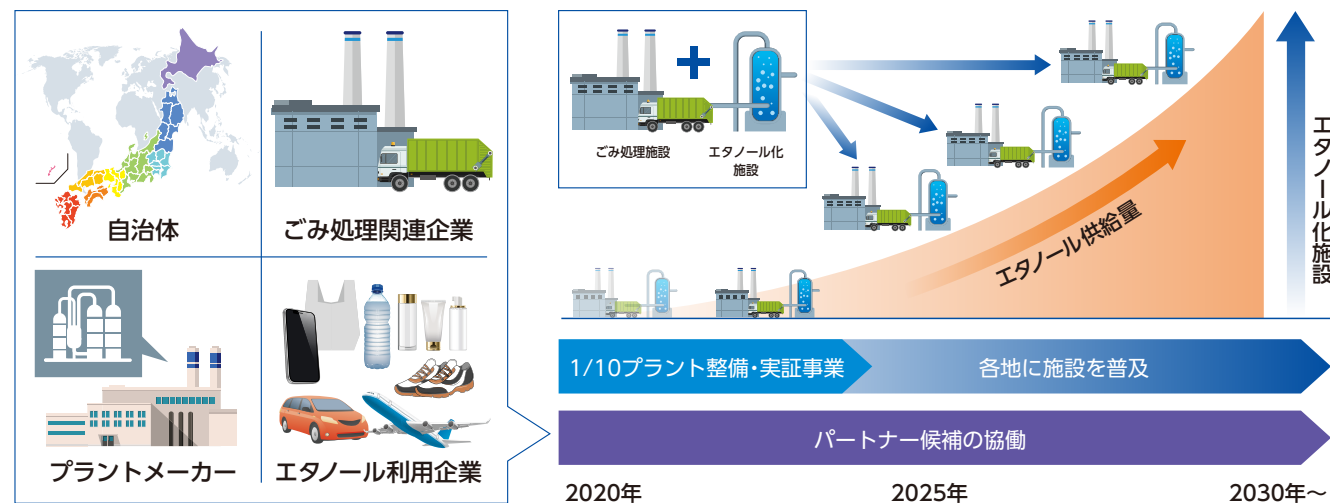 自治体
ごみ処理関連企業
プラントメーカー
エタノール利用企業
ごみ処理施設
エタノール化
施設
エタノール供給量
エタノール化施設
1/10プラント整備・実証事業
各地に施設を普及
パートナー候補の協働
2020年
2025年
2030年〜